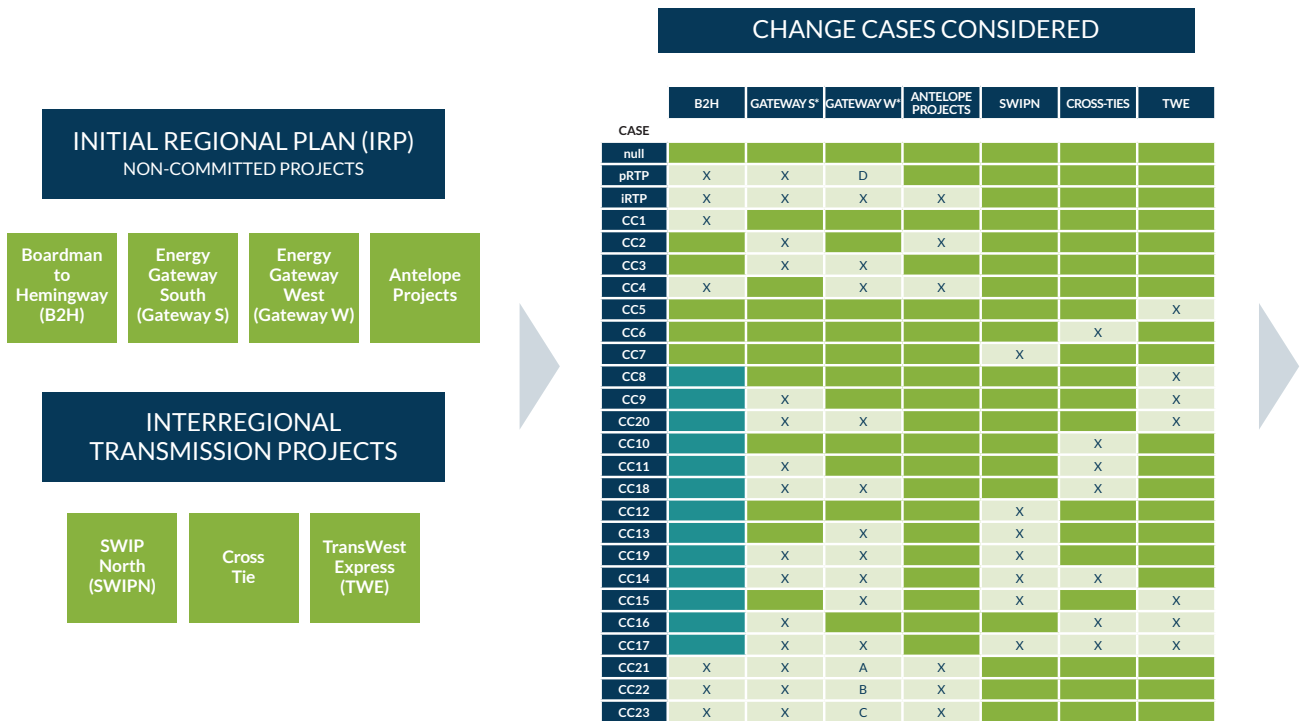 CHANGE CASES CONSIDERED
INITIAL REGIONAL PLAN (IRP)
NON-COMMITTED PROJECTS
Boardman
to
Hemingway
(B2H)
Energy
Gateway
South
(Gateway S)
Energy
Gateway
West
(Gateway W)
Antelope
Projects
INTERREGIONAL
TRANSMISSION PROJECTS
SWIP
North
(SWIPN)
Cross
Tie
TransWest
Express
(TWE)
B2H GATEWAY S* GATEWAY W* ANTELOPE PROJECTS SWIPN CROSS-TIES TWE
CASE
null
pRTP X X D
iRTP X X X X
CC1 X
CC2 X X
CC3 X X
CC4 X X X
CC5 X
CC6 X
CC7 X
CC8 X
CC9 X X
CC20 X X X
CC10 X
CC11 X X
CC18 X X X
CC12 X
CC13 X X
CC19 X X X
CC14 X X X X
CC15 X X X
CC16 X X X
CC17 X X X X X
CC21 X X A X
CC22 X X B X
CC23 X X C X